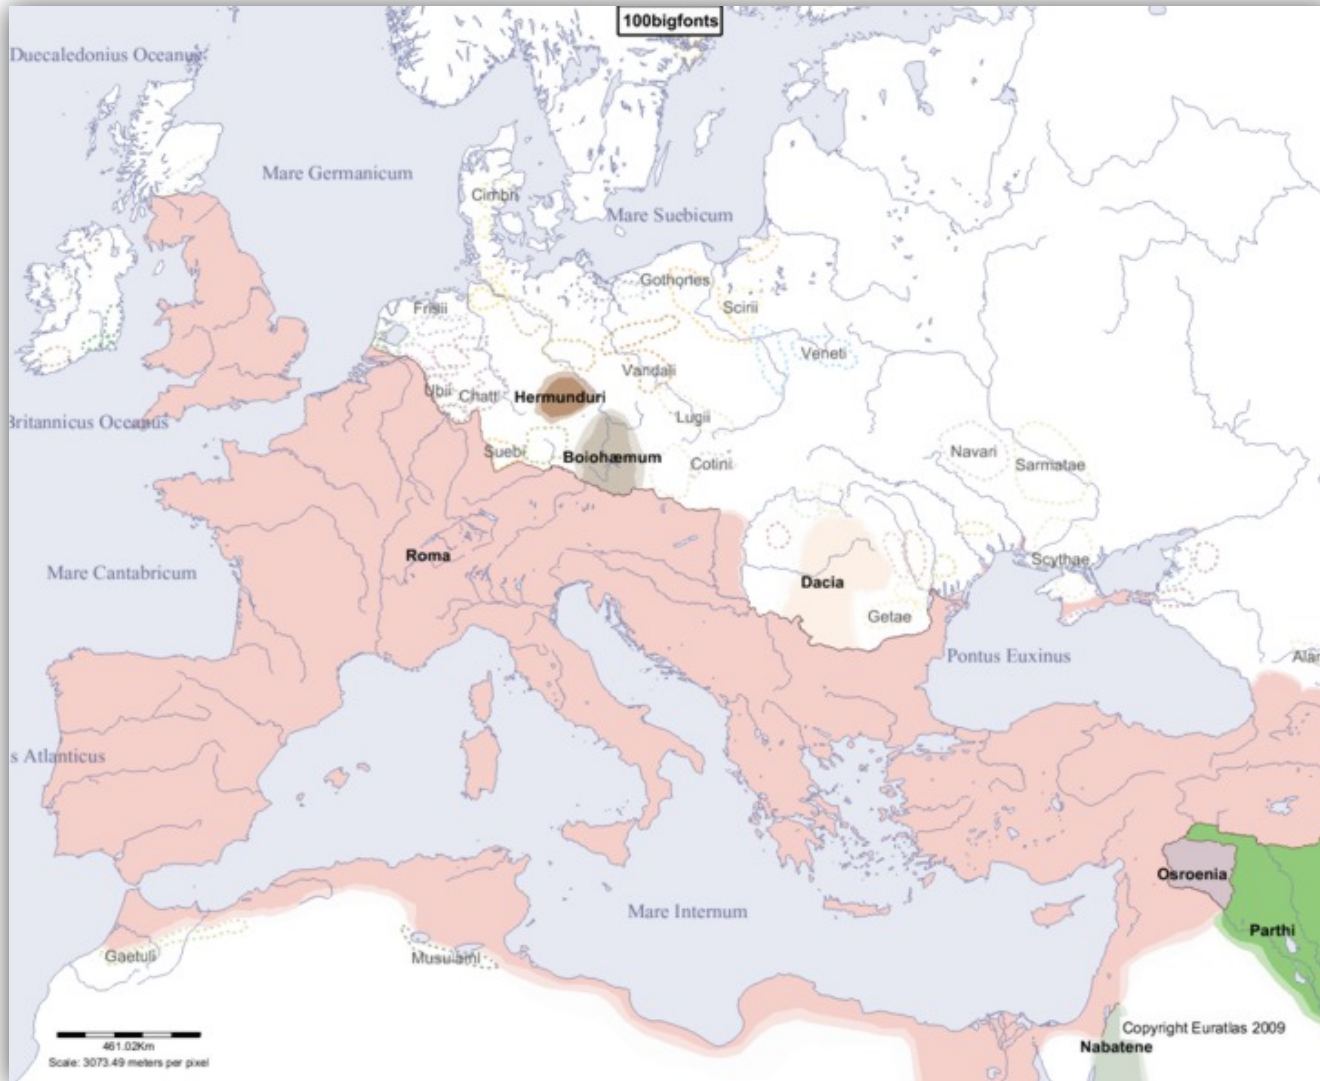 100bigfonts
Duecaledonius Oceanus
Mare Germanicum
Cimbri
Mare Suebicum
Gothones
Frisii
Scirii
Veneti
Vandali
Ubii
Chatti
Hermunduri
Lugii
Britannicus Oceanus
Suebi
Boiohæmum
Cotini
Navari
Sarmatae
Roma
Scythae
Mare Cantabricum
Dacia
Getae
Pontus Euxinus
Alar
s Atlanticus
Osroenia
Mare Internum
Parthi
Gaetuli
Musulamii
Copyright Euratlas 2009
461.02Km
Nabatene
Scale: 3073.49 meters per pixel